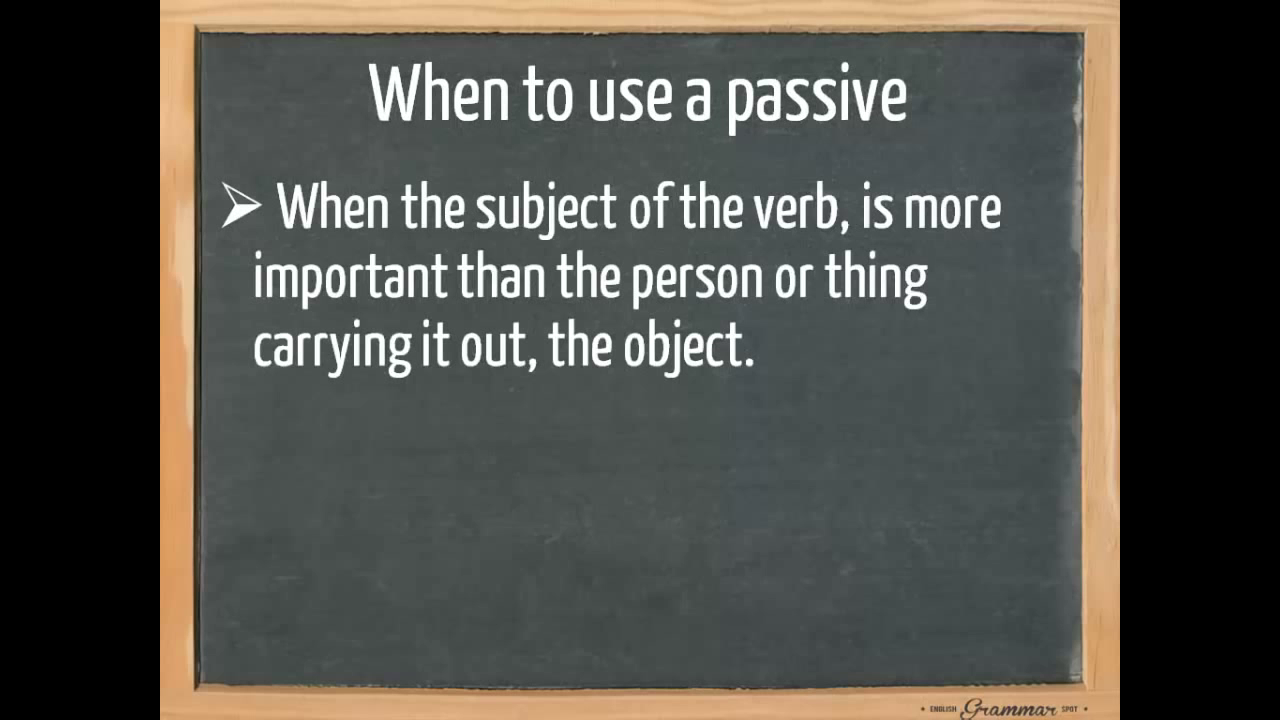 When to use a passive
When the subject of the verb, is more
important than the person or thing
carrying it out, the object.
ENGLISH Grammar SPOT